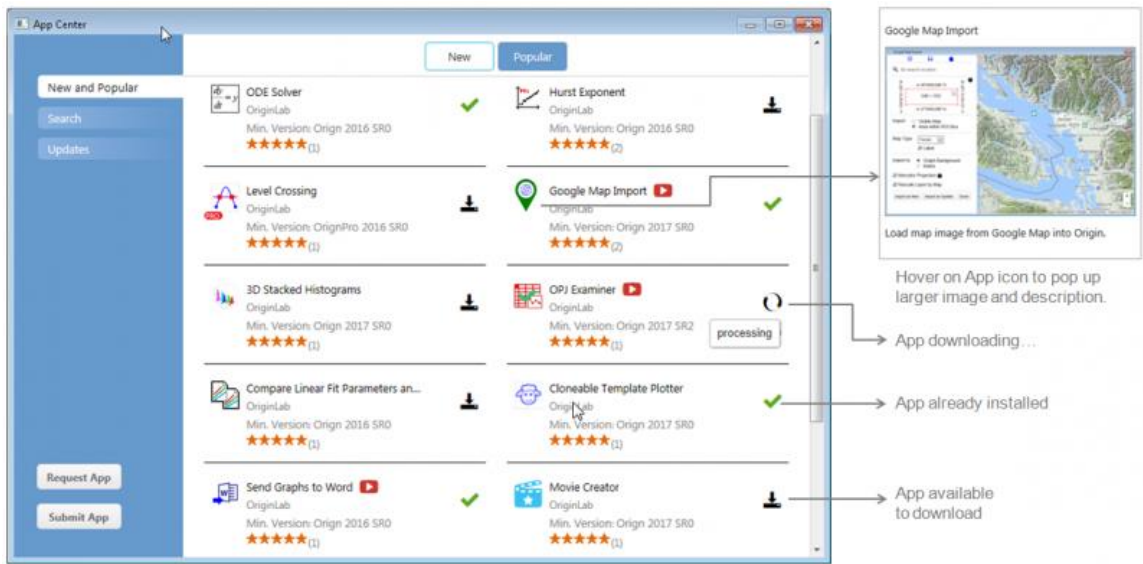 App Center
New
Popular
New and Popular
Search
Updates
Request App
Submit App
ODE Solver
OriginLab
Min. Version: Orign 2016 SR0
(1)
Hurst Exponent
OriginLab
Min. Version: Orign 2016 SR0
(2)
Level Crossing
OriginLab
Min. Version: OrignPro 2016 SR0
(1)
PRO
Google Map Import
OriginLab
Min. Version: Orign 2017 SR0
(2)
3D Stacked Histograms
OriginLab
Min. Version: Orign 2017 SR0
(1)
OPJ Examiner
OriginLab
Min. Version: Orign 2017 SR2
(1)
processing
Compare Linear Fit Parameters an...
OriginLab
Min. Version: Orign 2016 SR0
(1)
Cloneable Template Plotter
OriginLab
Min. Version: Orign 2017 SR0
(1)
Send Graphs to Word
OriginLab
Min. Version: Orign 2016 SR0
(1)
Movie Creator
OriginLab
Min. Version: Orign 2017 SR0
(1)
Google Map Import
Load map image from Google Map into Origin.
Hover on App icon to pop up
larger image and description.
App downloading...
App already installed
App available
to download